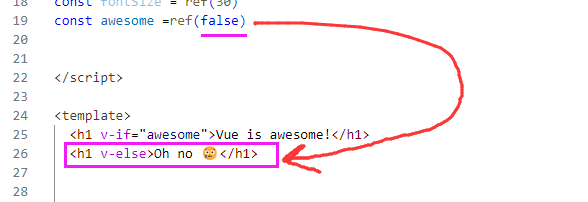 18 const fontSize = ref(30)
19 const awesome =ref(false)
20
21
22 </script>
23
24 <template>
25 <h1 v-if="awesome">Vue is awesome!</h1>
26 <h1 v-else>Oh no 😢</h1>
27
28